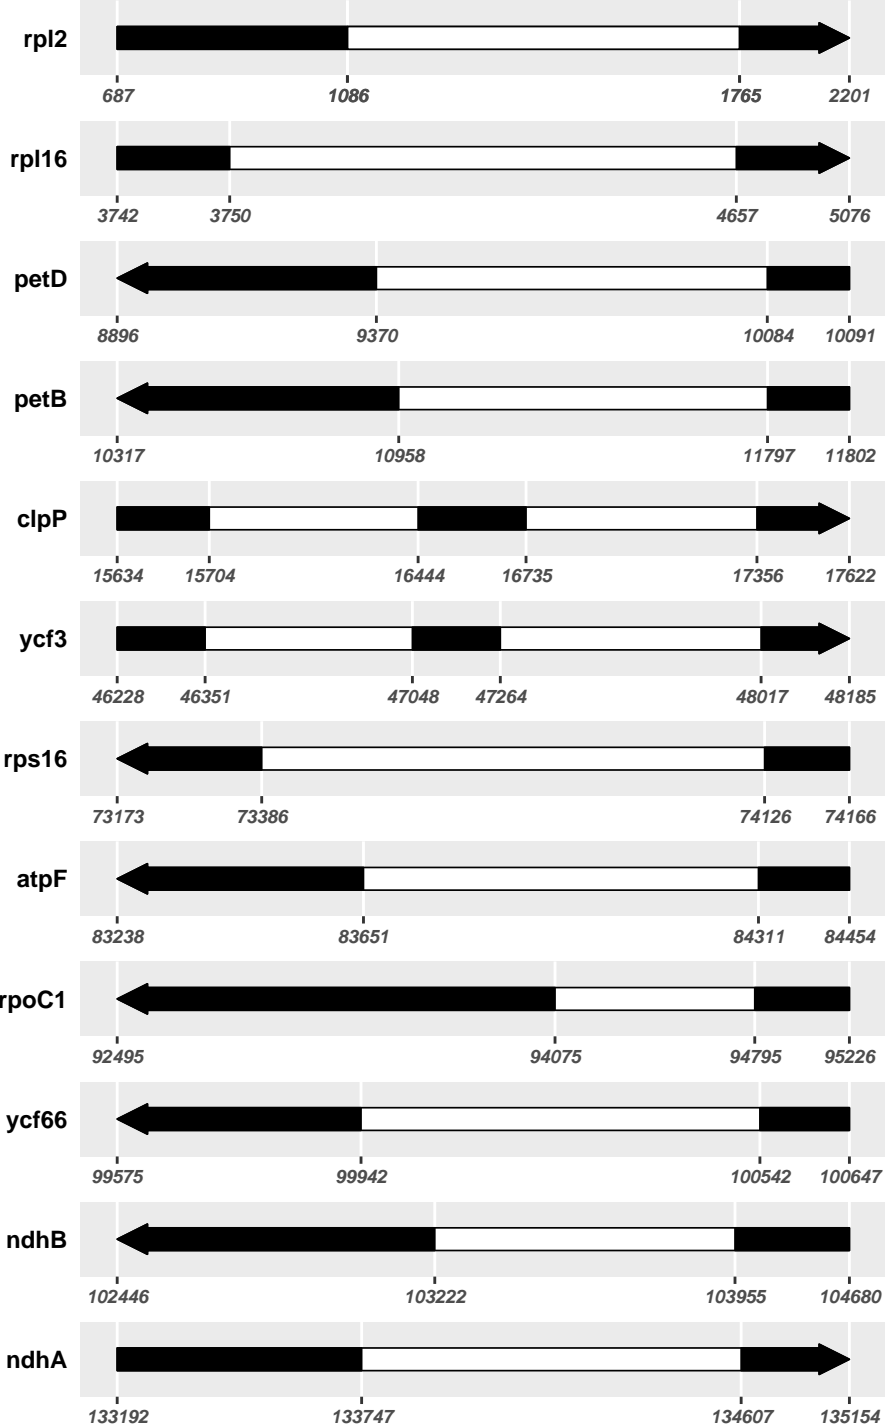 rpl2
687 1086 1765 2201
rpl16
3742 3750 4657 5076
petD
8896 9370 10084 10091
petB
10317 10958 11797 11802
clpP
15634 15704 16444 16735 17356 17622
ycf3
46228 46351 47048 47264 48017 48185
rps16
73173 73386 74126 74166
atpF
83238 83651 84311 84454
rpoC1
92495 94075 94795 95226
ycf66
99575 99942 100542 100647
ndhB
102446 103222 103955 104680
ndhA
133192 133747 134607 135154